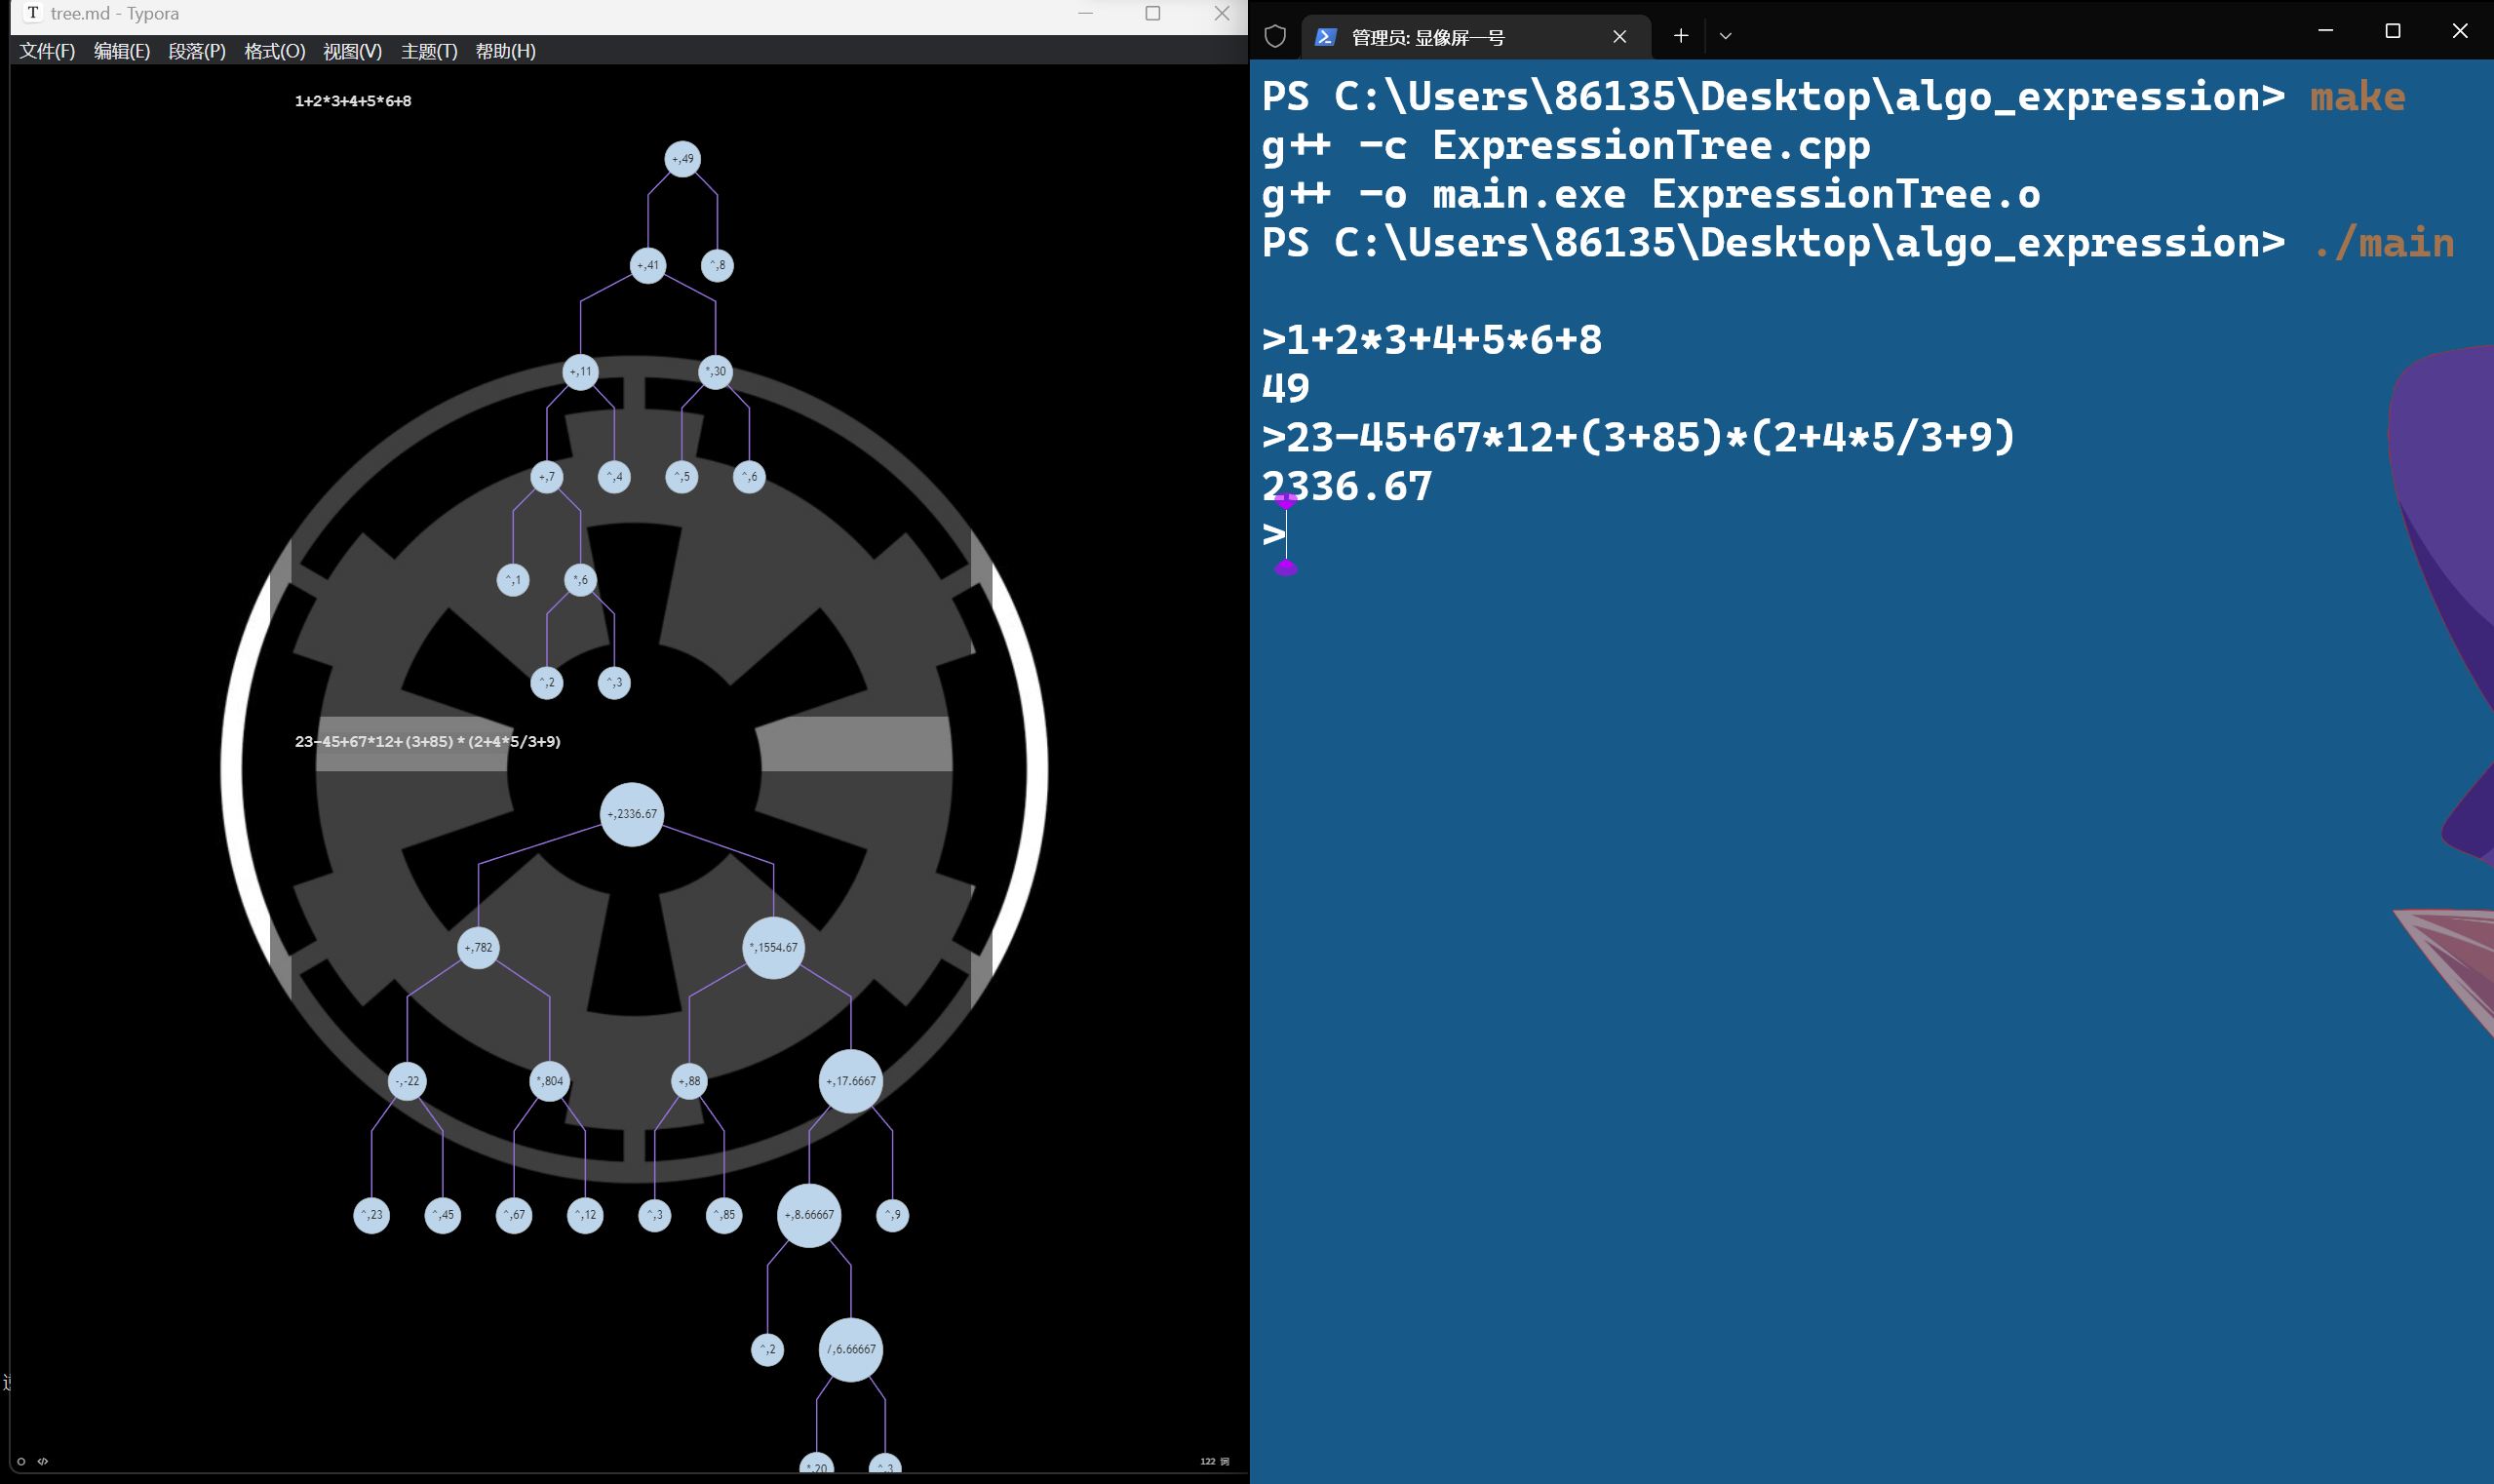 T tree.md - Typora
文件(F) 编辑(E) 段落(P) 格式(O) 视图(V) 主题(T) 帮助(H)
1+2*3+4+5*6+8
+,49
+,41 ^,8
+,11 *,30
+,7 ^,4 ^,5 ^,6
^,1 *,6
^,2 ^,3
23-45+67*12+(3+85)*(2+4*5/3+9)
+,2336.67
+,782 *,1554.67
-,-22 *,804 +,88 +,17.6667
^,23 ^,45 ^,67 ^,12 ^,3 ^,85 +,8.66667 ^,9
^,2 /,6.66667
*,20 ^,3
122 词
管理员: 显像屏一号
PS C:\Users\86135\Desktop\algo_expression> make
g++ -c ExpressionTree.cpp
g++ -o main.exe ExpressionTree.o
PS C:\Users\86135\Desktop\algo_expression> ./main
>1+2*3+4+5*6+8
49
>23-45+67*12+(3+85)*(2+4*5/3+9)
2336.67
>